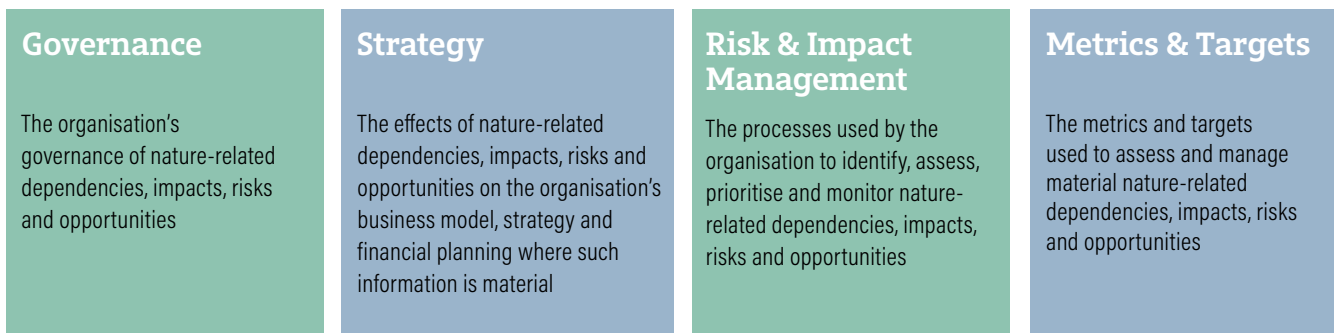 Governance
The organisation's
governance of nature-related
dependencies, impacts, risks
and opportunities
Strategy
The effects of nature-related
dependencies, impacts, risks and
opportunities on the organisation's
business model, strategy and
financial planning where such
information is material
Risk & Impact
Management
The processes used by the
organisation to identify, assess,
prioritise and monitor nature-
related dependencies, impacts,
risks and opportunities
Metrics & Targets
The metrics and targets
used to assess and manage
material nature-related
dependencies, impacts, risks
and opportunities